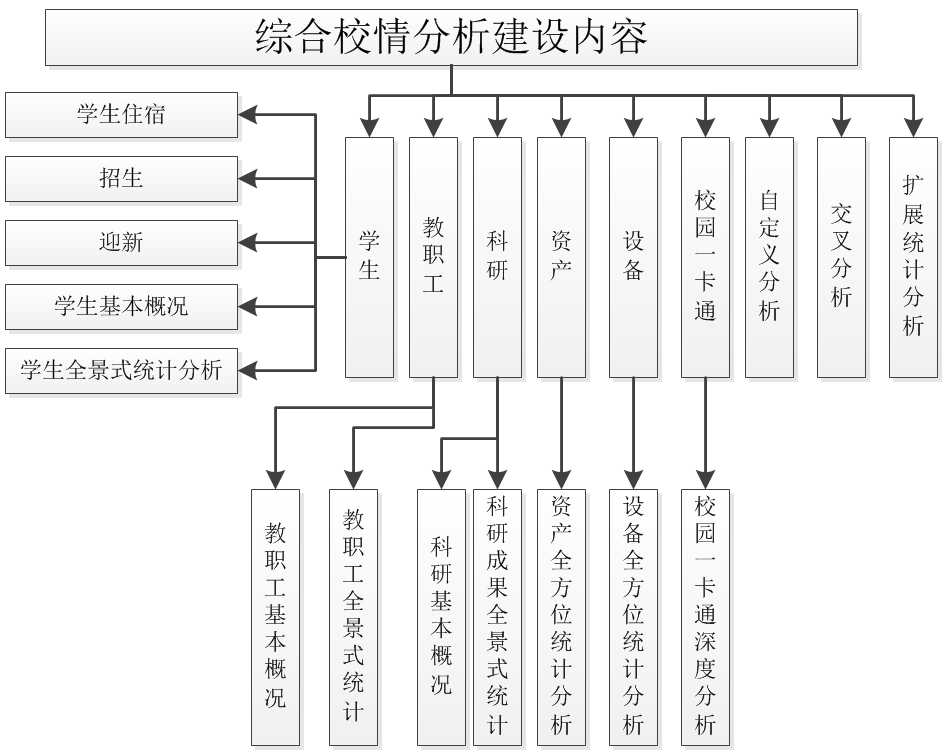 综合校情分析建设内容
学生住宿
招生
迎新
学生基本概况
学生全景式统计分析
学生
教职工
科研
资产
设备
校园一卡通
自定义分析
交叉分析
扩展统计分析
教职工基本概况
教职工全景式统计
科研基本概况
科研成果全景式统计
资产全方位统计分析
设备全方位统计分析
校园一卡通深度分析